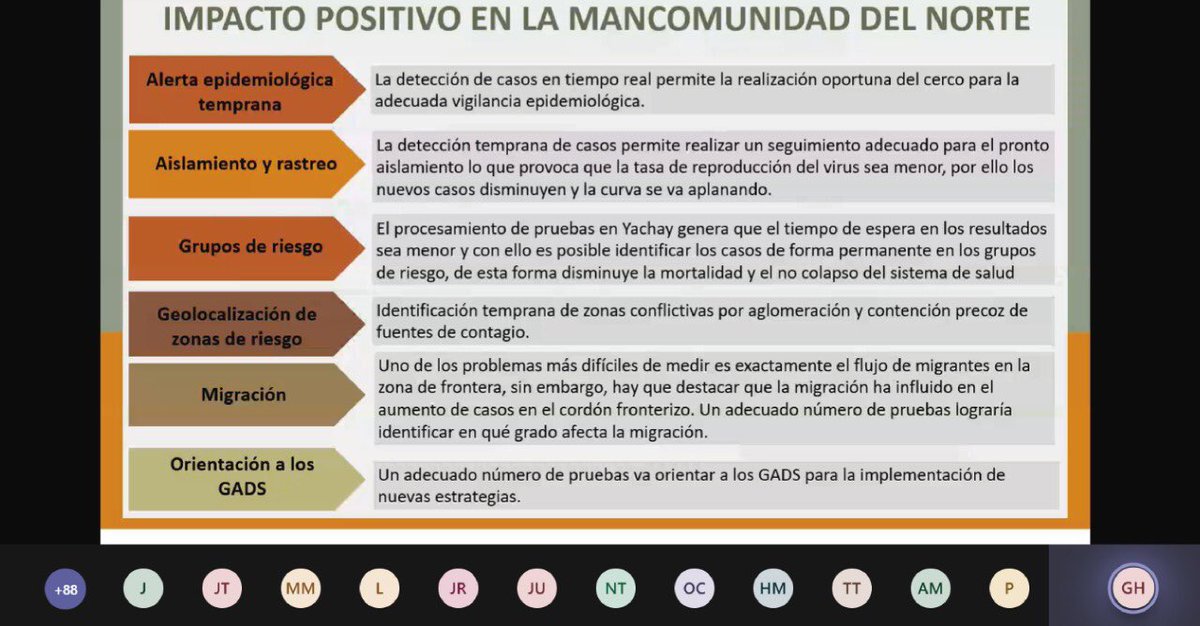 IMPACTO POSITIVO EN LA MANCOMUNIDAD DEL NORTE
Alerta epidemiológica
temprana
La detección de casos en tiempo real permite la realización oportuna del cerco para la
adecuada vigilancia epidemiológica.
Aislamiento y rastreo
La detección temprana de casos permite realizar un seguimiento adecuado para el pronto
aislamiento lo que provoca que la tasa de reproducción del virus sea menor, por ello los
nuevos casos disminuyen y la curva se va aplanando.
Grupos de riesgo
El procesamiento de pruebas en Yachay genera que el tiempo de espera en los resultados
sea menor y con ello es posible identificar los casos de forma permanente en los grupos
de riesgo, de esta forma disminuye la mortalidad y el no colapso del sistema de salud
Geolocalización de
zonas de riesgo
Identificación temprana de zonas conflictivas por aglomeración y contención precoz de
fuentes de contagio.
Migración
Uno de los problemas más difíciles de medir es exactamente el flujo de migrantes en la
zona de frontera, sin embargo, hay que destacar que la migración ha influido en el
aumento de casos en el cordón fronterizo. Un adecuado número de pruebas lograría
identificar en qué grado afecta la migración.
Orientación a los
GADS
Un adecuado número de pruebas va orientar a los GADS para la implementación de
nuevas estrategias.
+88 J JT MM L JR JU NT OC HM TT AM P GH